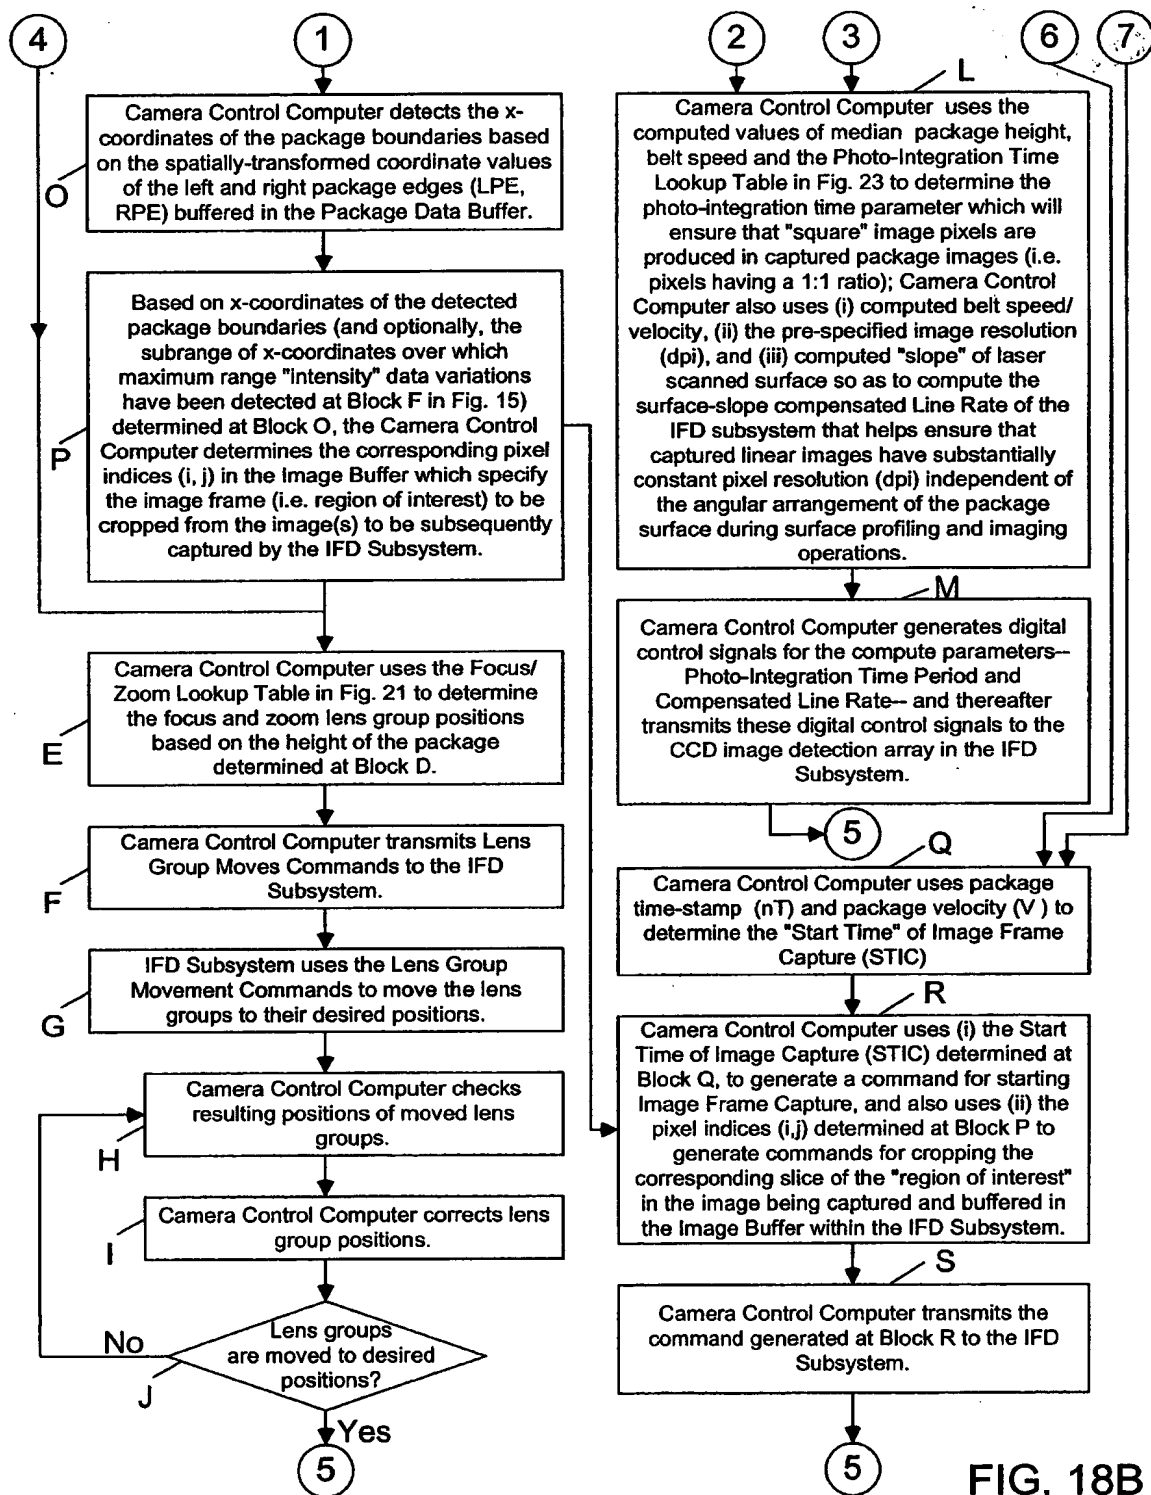 4
1
2
3
6
7
Camera Control Computer detects the x-
coordinates of the package boundaries based
on the spatially-transformed coordinate values
of the left and right package edges (LPE,
RPE) buffered in the Package Data Buffer.
O
Based on x-coordinates of the detected
package boundaries (and optionally, the
subrange of x-coordinates over which
maximum range "intensity" data variations
have been detected at Block F in Fig. 15)
determined at Block O, the Camera Control
Computer determines the corresponding pixel
indices (i, j) in the Image Buffer which specify
the image frame (i.e. region of interest) to be
cropped from the image(s) to be subsequently
captured by the IFD Subsystem.
P
Camera Control Computer uses the Focus/
Zoom Lookup Table in Fig. 21 to determine
the focus and zoom lens group positions
based on the height of the package
determined at Block D.
E
Camera Control Computer transmits Lens
Group Moves Commands to the IFD
Subsystem.
F
IFD Subsystem uses the Lens Group
Movement Commands to move the lens
groups to their desired positions.
G
Camera Control Computer checks
resulting positions of moved lens
groups.
H
Camera Control Computer corrects lens
group positions.
I
Lens groups
are moved to desired
positions?
No
J
Yes
5
L
Camera Control Computer uses the
computed values of median package height,
belt speed and the Photo-Integration Time
Lookup Table in Fig. 23 to determine the
photo-integration time parameter which will
ensure that "square" image pixels are
produced in captured package images (i.e.
pixels having a 1:1 ratio); Camera Control
Computer also uses (i) computed belt speed/
velocity, (ii) the pre-specified image resolution
(dpi), and (iii) computed "slope" of laser
scanned surface so as to compute the
surface-slope compensated Line Rate of the
IFD subsystem that helps ensure that
captured linear images have substantially
constant pixel resolution (dpi) independent of
the angular arrangement of the package
surface during surface profiling and imaging
operations.
M
Camera Control Computer generates digital
control signals for the compute parameters--
Photo-Integration Time Period and
Compensated Line Rate-- and thereafter
transmits these digital control signals to the
CCD image detection array in the IFD
Subsystem.
5
Q
Camera Control Computer uses package
time-stamp (nT) and package velocity (V ) to
determine the "Start Time" of Image Frame
Capture (STIC)
R
Camera Control Computer uses (i) the Start
Time of Image Capture (STIC) determined at
Block Q, to generate a command for starting
Image Frame Capture, and also uses (ii) the
pixel indices (i,j) determined at Block P to
generate commands for cropping the
corresponding slice of the "region of interest"
in the image being captured and buffered in
the Image Buffer within the IFD Subsystem.
S
Camera Control Computer transmits the
command generated at Block R to the IFD
Subsystem.
5
FIG. 18B